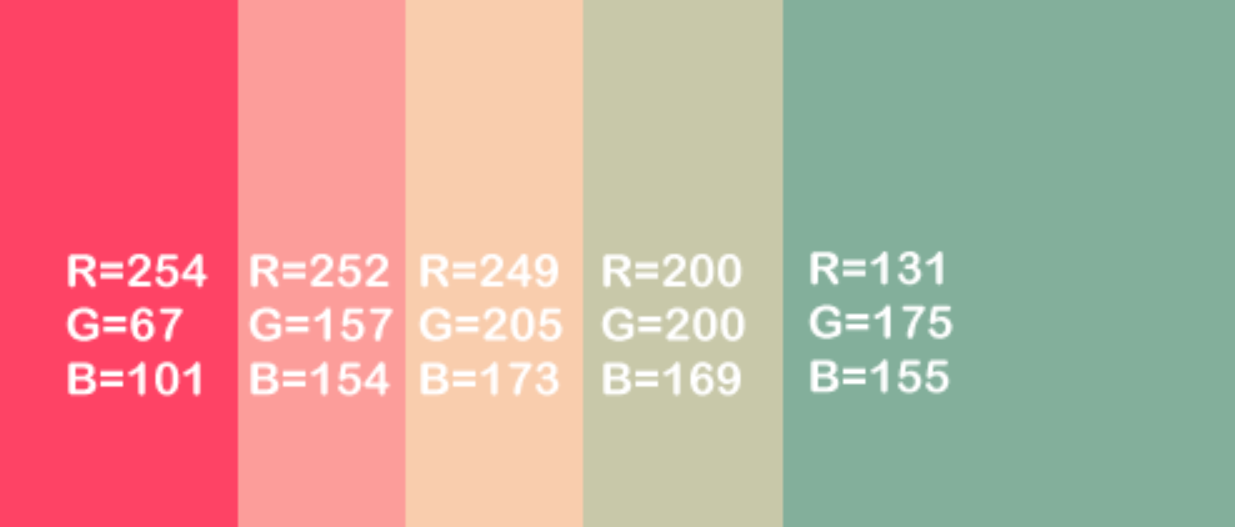 R=254
G=67
B=101
R=252
G=157
B=154
R=249
G=205
B=173
R=200
G=200
B=169
R=131
G=175
B=155